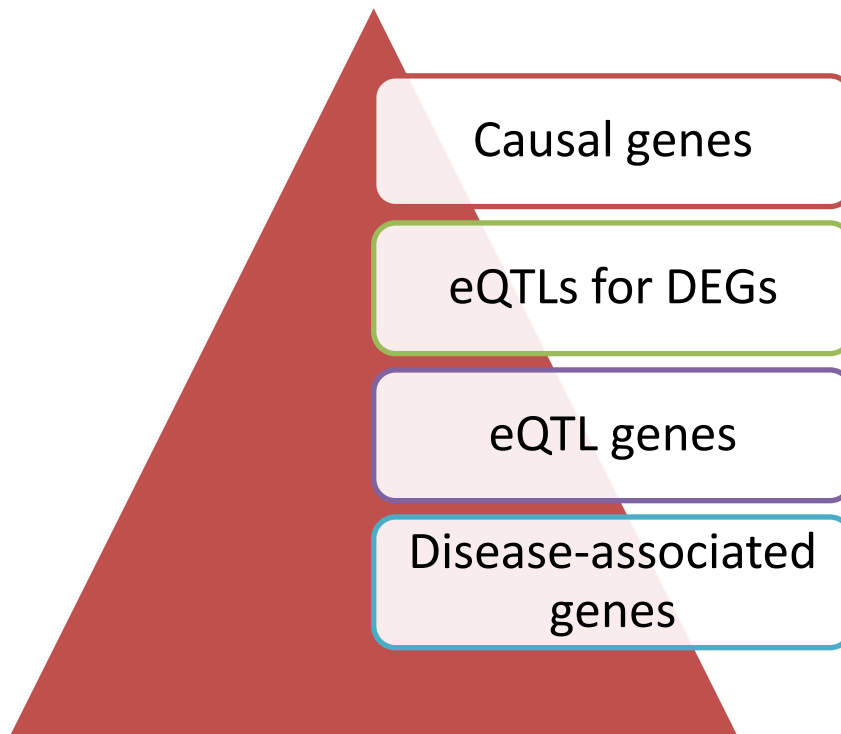 Causal genes
eQTLs for DEGs
eQTL genes
Disease-associated
genes